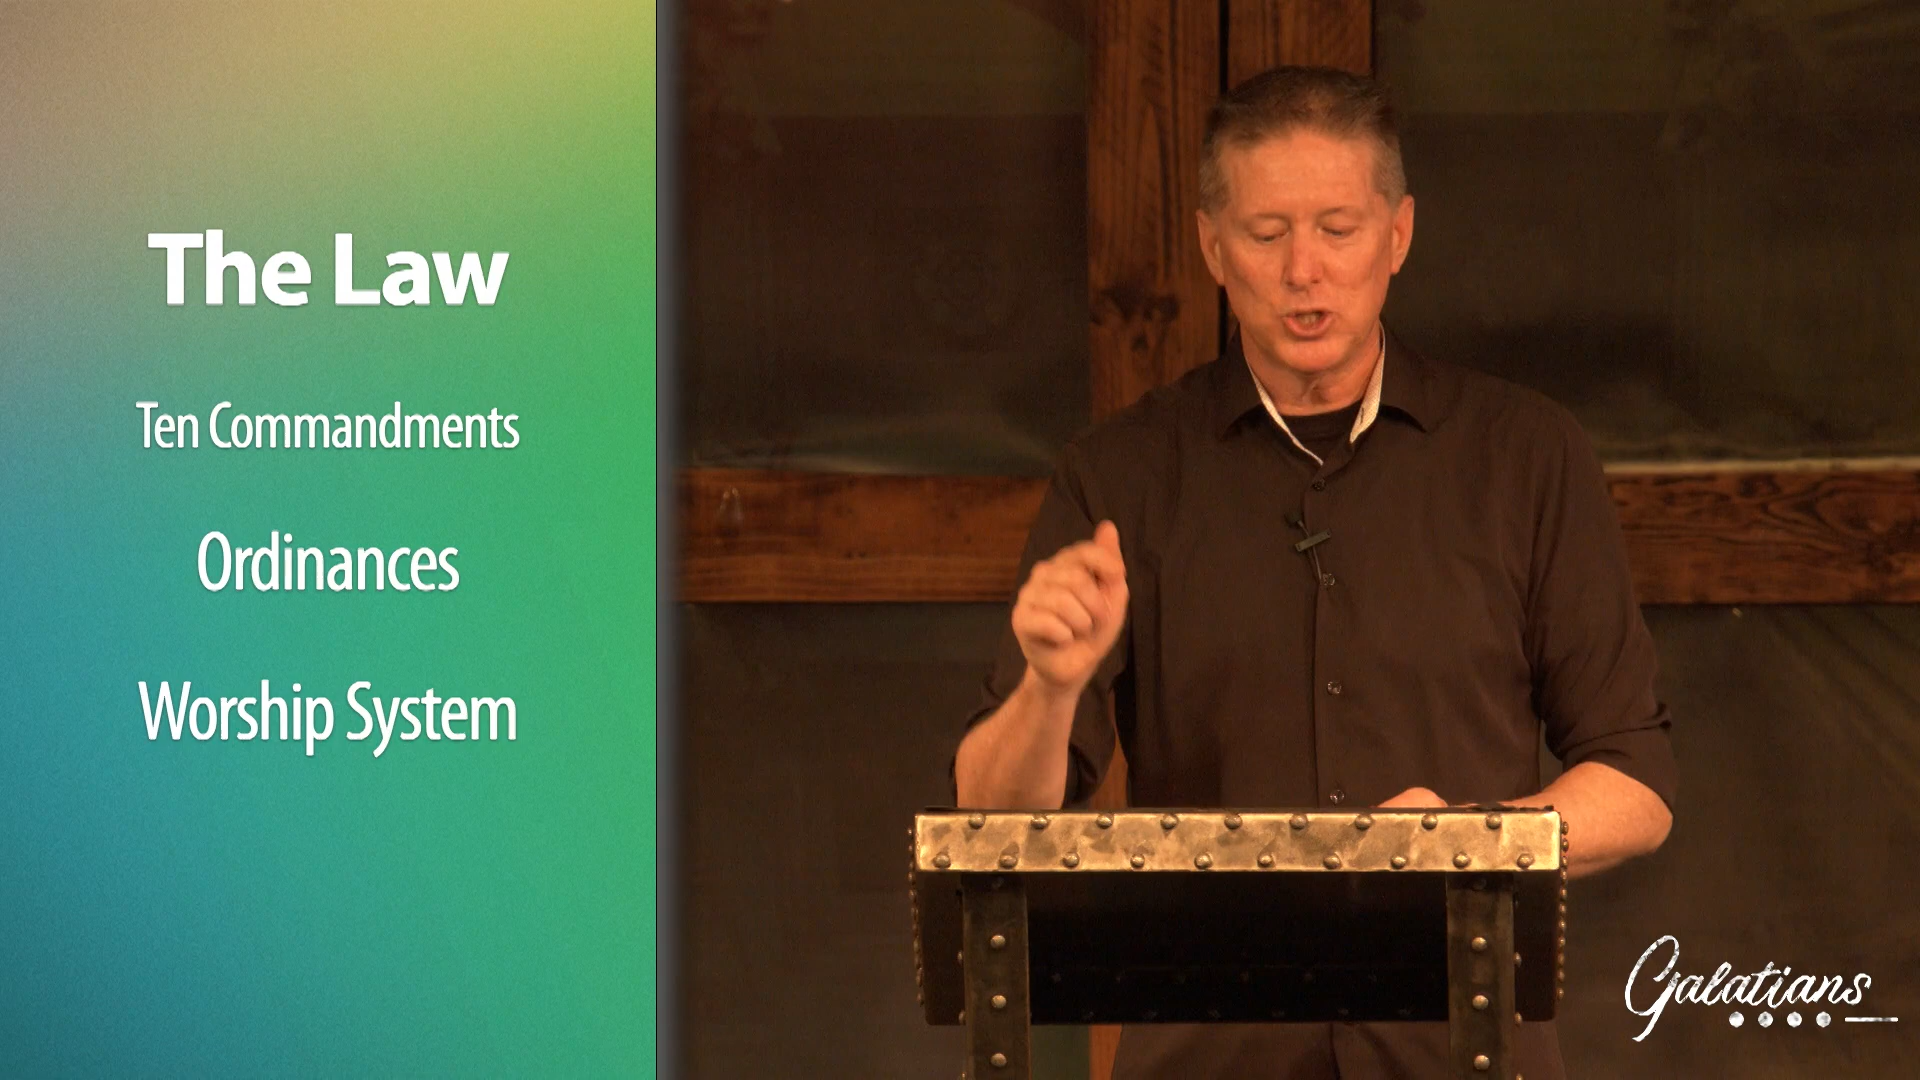 The Law
Ten Commandments
Ordinances
Worship System
Galatians